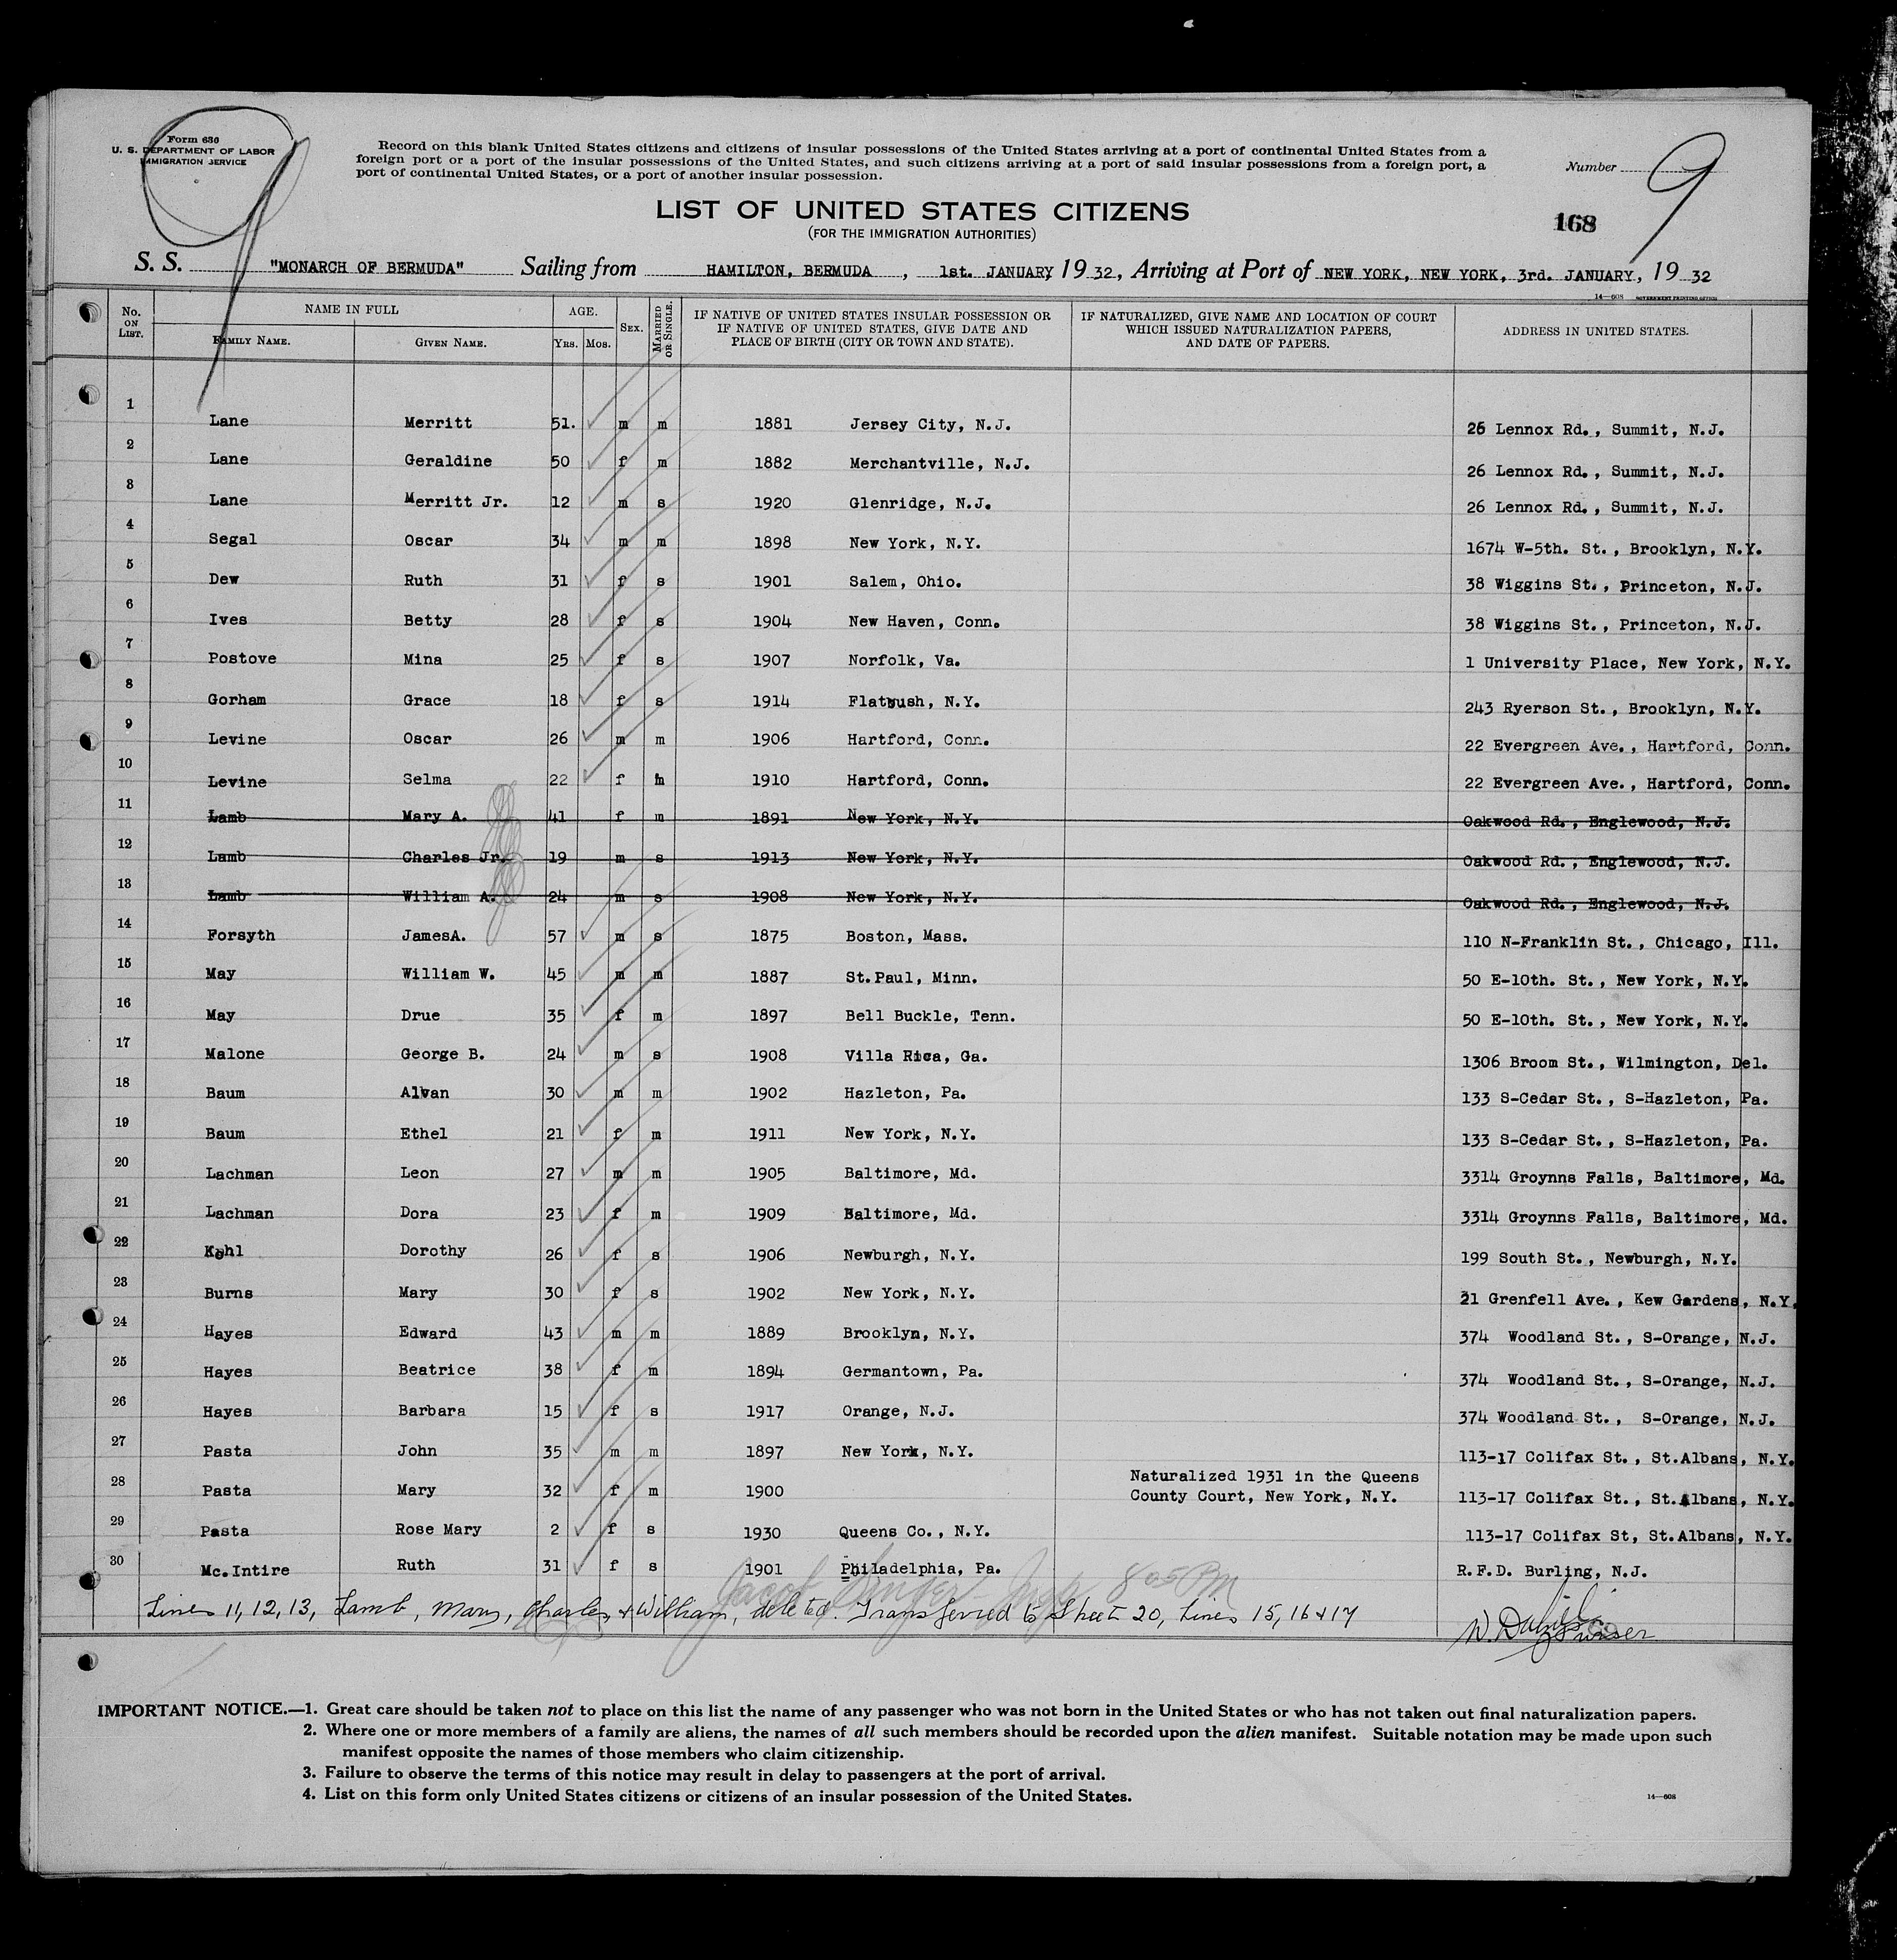 Form 630
U. S. DEPARTMENT OF LABOR
IMMIGRATION SERVICE
Record on this blank United States citizens and citizens of insular possessions of the United States arriving at a port of continental United States from a
foreign port or a port of the insular possessions of the United States, and such citizens arriving at a port of said insular possessions from a foreign port, a
port of continental United States, or a port of another insular possession.
Number 9
9
LIST OF UNITED STATES CITIZENS
(FOR THE IMMIGRATION AUTHORITIES)
168
S. S. "MONARCH OF BERMUDA" Sailing from HAMILTON, BERMUDA, 1st. JANUARY 19 32, Arriving at Port of NEW YORK, NEW YORK, 3rd. JANUARY, 19 32
14—608 GOVERNMENT PRINTING OFFICE
No. ON LIST. NAME IN FULL FAMILY NAME. GIVEN NAME. AGE. YRS. MOS. SEX. MARRIED OR SINGLE. IF NATIVE OF UNITED STATES INSULAR POSSESSION OR IF NATIVE OF UNITED STATES, GIVE DATE AND PLACE OF BIRTH (CITY OR TOWN AND STATE). IF NATURALIZED, GIVE NAME AND LOCATION OF COURT WHICH ISSUED NATURALIZATION PAPERS, AND DATE OF PAPERS. ADDRESS IN UNITED STATES.
1 Lane Merritt 51. m m 1881 Jersey City, N.J. 26 Lennox Rd., Summit, N.J.
2 Lane Geraldine 50 f m 1882 Merchantville, N.J. 26 Lennox Rd., Summit, N.J.
3 Lane Merritt Jr. 12 m s 1920 Glenridge, N.J. 26 Lennox Rd., Summit, N.J.
4 Segal Oscar 34 m m 1898 New York, N.Y. 1674 W-5th. St., Brooklyn, N.Y.
5 Dew Ruth 31 f s 1901 Salem, Ohio. 38 Wiggins St., Princeton, N.J.
6 Ives Betty 28 f s 1904 New Haven, Conn. 38 Wiggins St., Princeton, N.J.
7 Postove Mina 25 f s 1907 Norfolk, Va. 1 University Place, New York, N.Y.
8 Gorham Grace 18 f s 1914 Flatbush, N.Y. 243 Ryerson St., Brooklyn, N.Y.
9 Levine Oscar 26 m m 1906 Hartford, Conn. 22 Evergreen Ave., Hartford, Conn.
10 Levine Selma 22 f m 1910 Hartford, Conn. 22 Evergreen Ave., Hartford, Conn.
11 Lamb Mary A. 41 f m 1891 New York, N.Y. Oakwood Rd., Englewood, N.J.
12 Lamb Charles Jr. 19 m s 1913 New York, N.Y. Oakwood Rd., Englewood, N.J.
13 Lamb William A. 24 m s 1908 New York, N.Y. Oakwood Rd., Englewood, N.J.
14 Forsyth JamesA. 57 m s 1875 Boston, Mass. 110 N-Franklin St., Chicago, Ill.
15 May William W. 45 m m 1887 St.Paul, Minn. 50 E-10th. St., New York, N.Y.
16 May Drue 35 f m 1897 Bell Buckle, Tenn. 50 E-10th. St., New York, N.Y.
17 Malone George B. 24 m s 1908 Villa Rica, Ga. 1306 Broom St., Wilmington, Del.
18 Baum Alvan 30 m m 1902 Hazleton, Pa. 133 S-Cedar St., S-Hazleton, Pa.
19 Baum Ethel 21 f m 1911 New York, N.Y. 133 S-Cedar St., S-Hazleton, Pa.
20 Lachman Leon 27 m m 1905 Baltimore, Md. 3314 Groynns Falls, Baltimore, Md.
21 Lachman Dora 23 f m 1909 Baltimore, Md. 3314 Groynns Falls, Baltimore, Md.
22 Kehl Dorothy 26 f s 1906 Newburgh, N.Y. 199 South St., Newburgh, N.Y.
23 Burns Mary 30 f s 1902 New York, N.Y. 21 Grenfell Ave., Kew Gardens, N.Y.
24 Hayes Edward 43 m m 1889 Brooklyn, N.Y. 374 Woodland St., S-Orange, N.J.
25 Hayes Beatrice 38 f m 1894 Germantown, Pa. 374 Woodland St., S-Orange, N.J.
26 Hayes Barbara 15 f s 1917 Orange, N.J. 374 Woodland St., S-Orange, N.J.
27 Pasta John 35 m m 1897 New York, N.Y. 113-17 Colifax St., St.Albans, N.Y.
28 Pasta Mary 32 f m 1900 Naturalized 1931 in the Queens County Court, New York, N.Y. 113-17 Colifax St., St.Albans, N.Y.
29 Pasta Rose Mary 2 f s 1930 Queens Co., N.Y. 113-17 Colifax St, St.Albans, N.Y.
30 Mc.Intire Ruth 31 f s 1901 Philadelphia, Pa. R.F.D. Burling, N.J.
Jacob Singer Insp 8 05 PM
Lines 11, 12, 13, Lamb, Mary, Charles, & William, deleted. Transferred to Sheet 20, Lines 15, 16 & 17
Purser
IMPORTANT NOTICE.—1. Great care should be taken not to place on this list the name of any passenger who was not born in the United States or who has not taken out final naturalization papers.
2. Where one or more members of a family are aliens, the names of all such members should be recorded upon the alien manifest. Suitable notation may be made upon such
manifest opposite the names of those members who claim citizenship.
3. Failure to observe the terms of this notice may result in delay to passengers at the port of arrival.
4. List on this form only United States citizens or citizens of an insular possession of the United States.
14—608